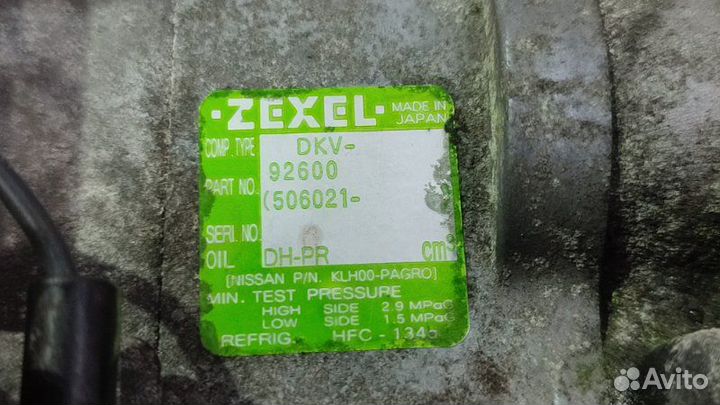 ·ZEXEL· MADE IN JAPAN
COMP. TYPE DKV-
PART NO. 92600
(506021-
SERI. NO.
OIL DH-PR cm³
[NISSAN P/N. KLH00-PAGR0]
MIN. TEST PRESSURE
HIGH SIDE 2.9 MPaG
LOW SIDE 1.5 MPaG
REFRIG. HFC-134a
Avito